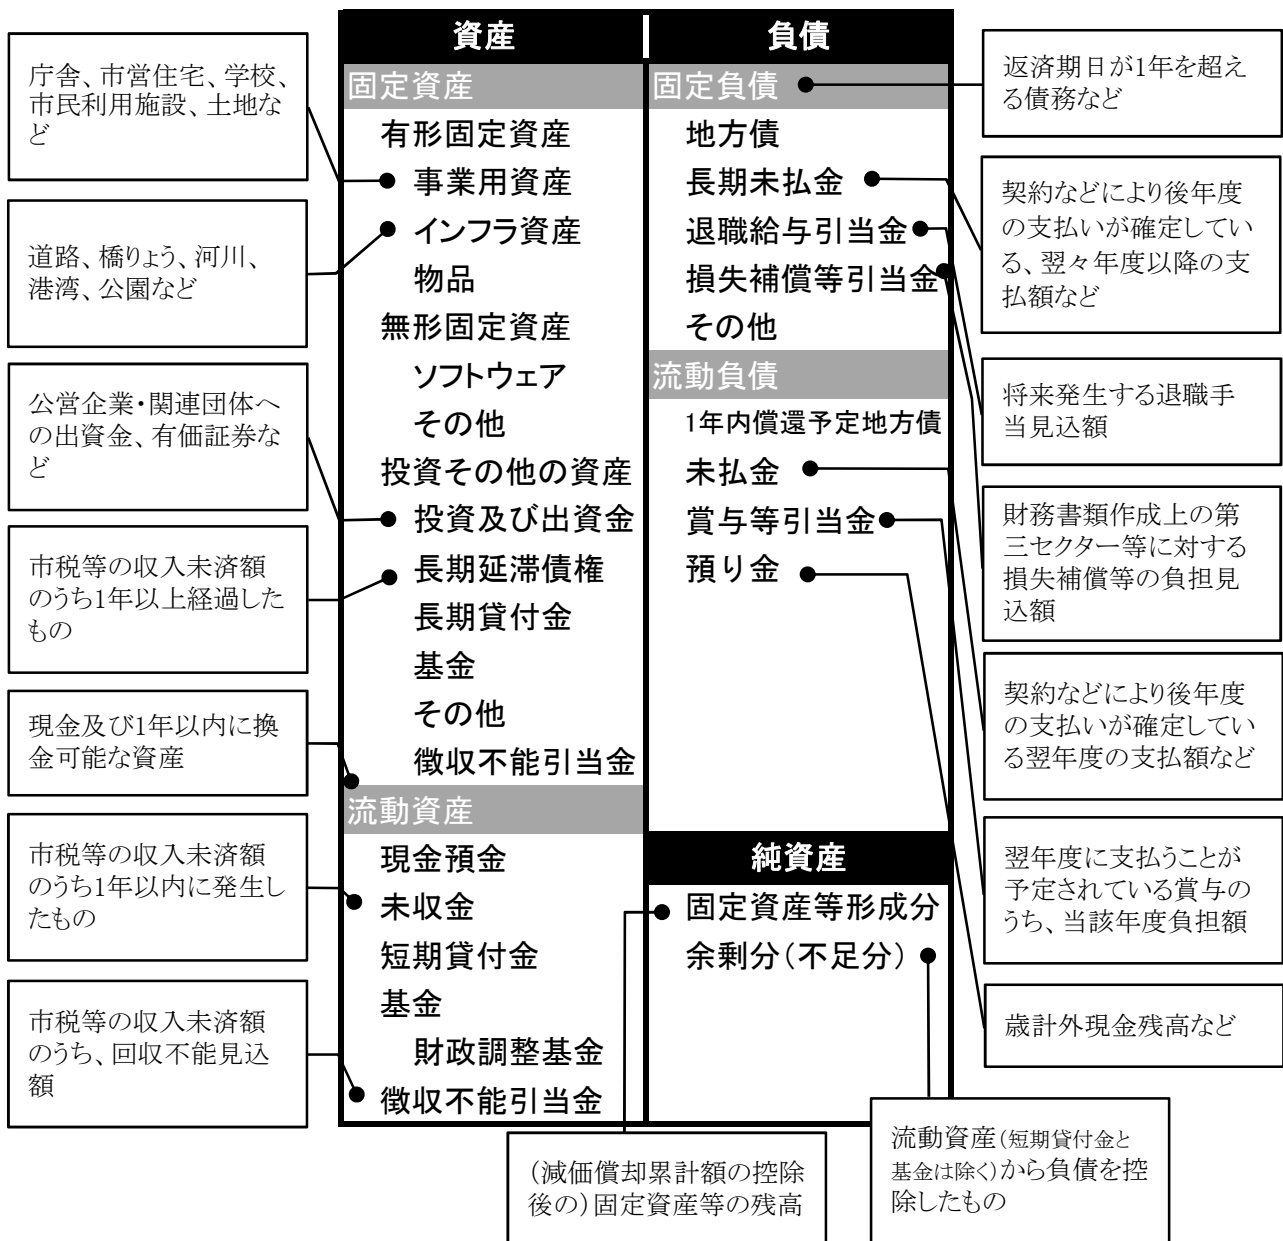 庁舎、市営住宅、学校、
市民利用施設、土地な
ど
道路、橋りょう、河川、
港湾、公園など
公営企業・関連団体へ
の出資金、有価証券な
ど
市税等の収入未済額
のうち1年以上経過した
もの
現金及び1年以内に換
金可能な資産
市税等の収入未済額
のうち1年以内に発生し
たもの
市税等の収入未済額
のうち、回収不能見込
額
資産
固定資産
有形固定資産
事業用資産
インフラ資産
物品
無形固定資産
ソフトウェア
その他
投資その他の資産
投資及び出資金
長期延滞債権
長期貸付金
基金
その他
徴収不能引当金
流動資産
現金預金
未収金
短期貸付金
基金
財政調整基金
徴収不能引当金
負債
固定負債
地方債
長期未払金
退職給与引当金
損失補償等引当金
その他
流動負債
1年内償還予定地方債
未払金
賞与等引当金
預り金
純資産
固定資産等形成分
余剰分（不足分）
返済期日が1年を超え
る債務など
契約などにより後年度
の支払いが確定してい
る、翌々年度以降の支
払額など
将来発生する退職手
当見込額
財務書類作成上の第
三セクター等に対する
損失補償等の負担見
込額
契約などにより後年度
の支払いが確定してい
る翌年度の支払額など
翌年度に支払うことが
予定されている賞与の
うち、当該年度負担額
歳計外現金残高など
（減価償却累計額の控除
後の）固定資産等の残高
流動資産（短期貸付金と
基金は除く）から負債を控
除したもの